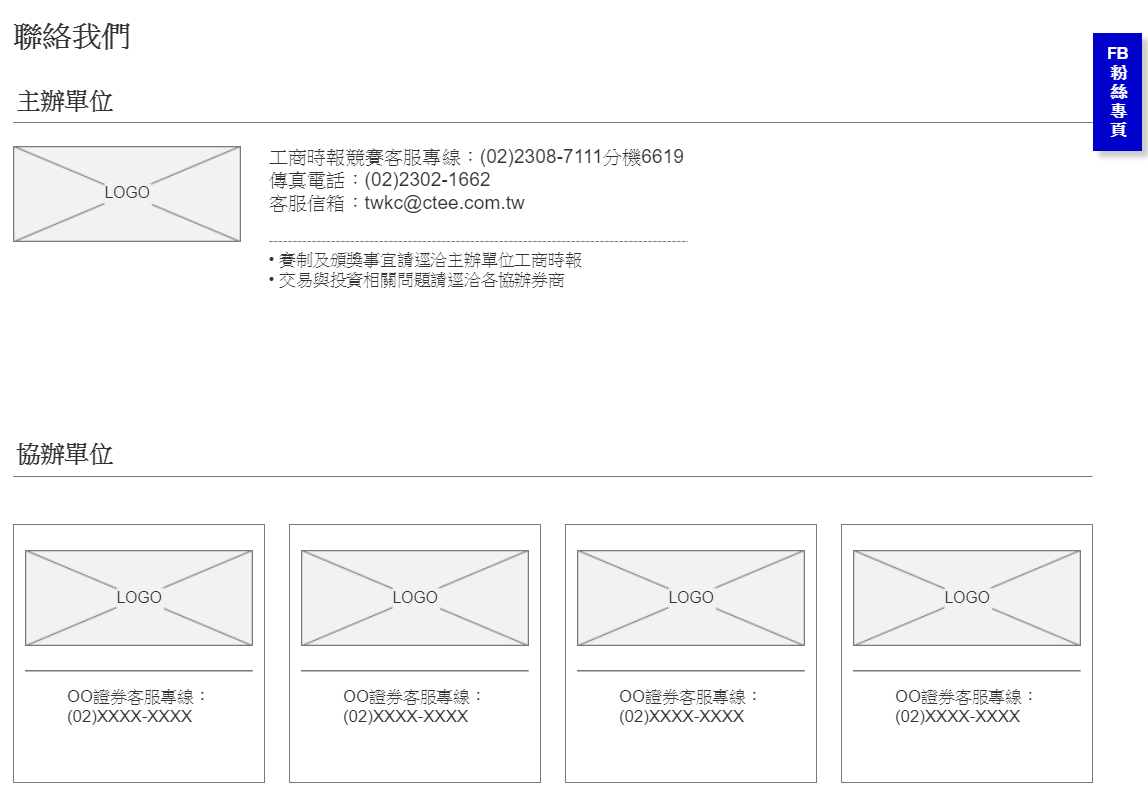 聯絡我們
FB
粉
絲
專
頁
主辦單位
LOGO
工商時報競賽客服專線：(02)2308-7111分機6619
傳真電話：(02)2302-1662
客服信箱：twkc@ctee.com.tw
• 賽制及頒獎事宜請逕洽主辦單位工商時報
• 交易與投資相關問題請逕洽各協辦券商
協辦單位
LOGO
OO證券客服專線：
(02)XXXX-XXXX
LOGO
OO證券客服專線：
(02)XXXX-XXXX
LOGO
OO證券客服專線：
(02)XXXX-XXXX
LOGO
OO證券客服專線：
(02)XXXX-XXXX